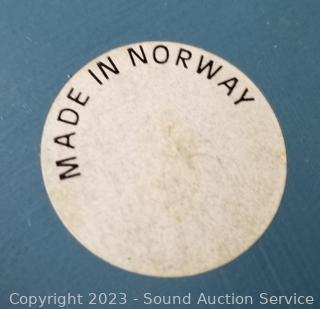 MADE IN NORWAY
Copyright 2023 - Sound Auction Service